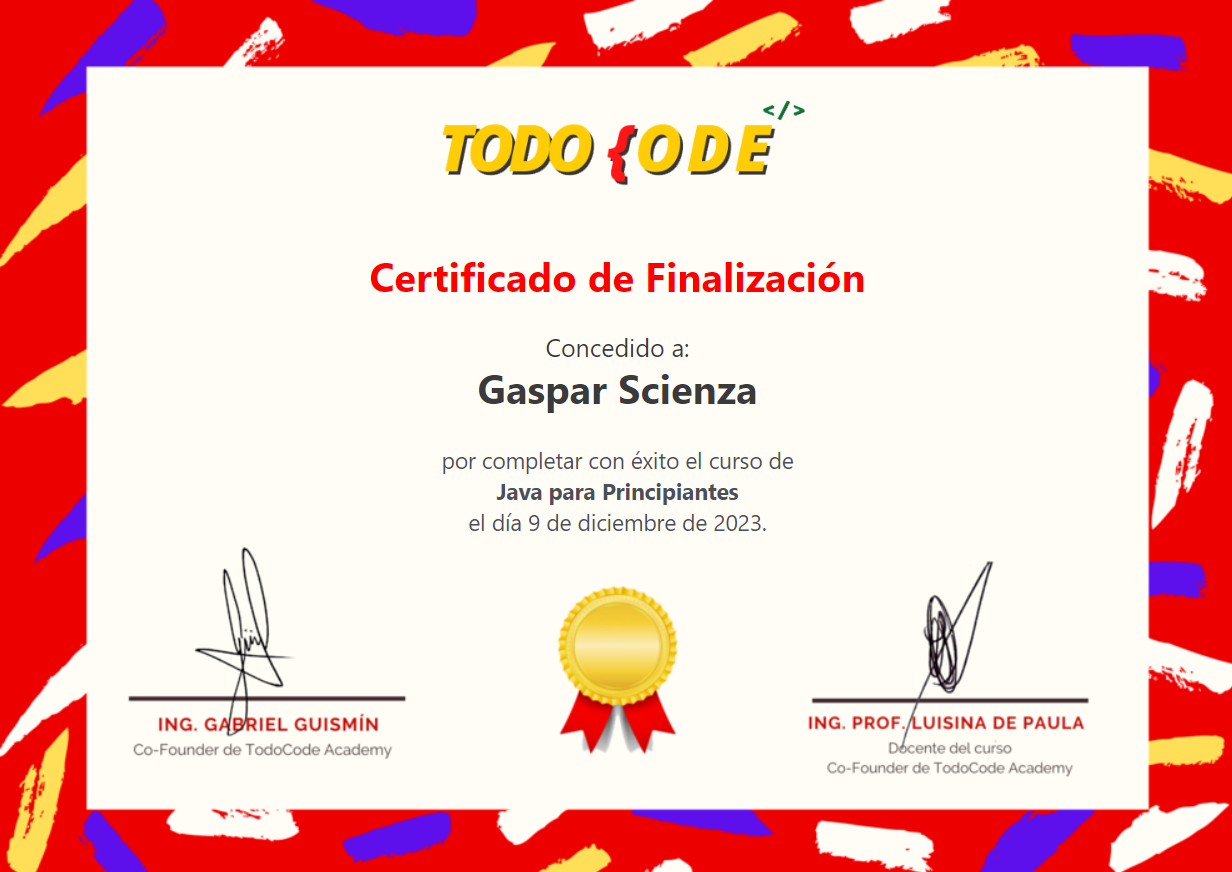 </>
TODO {ODE
Certificado de Finalización
Concedido a:
Gaspar Scienza
por completar con éxito el curso de
Java para Principiantes
el día 9 de diciembre de 2023.
ING. GABRIEL GUISMÍN
Co-Founder de TodoCode Academy
ING. PROF. LUISINA DE PAULA
Docente del curso
Co-Founder de TodoCode Academy